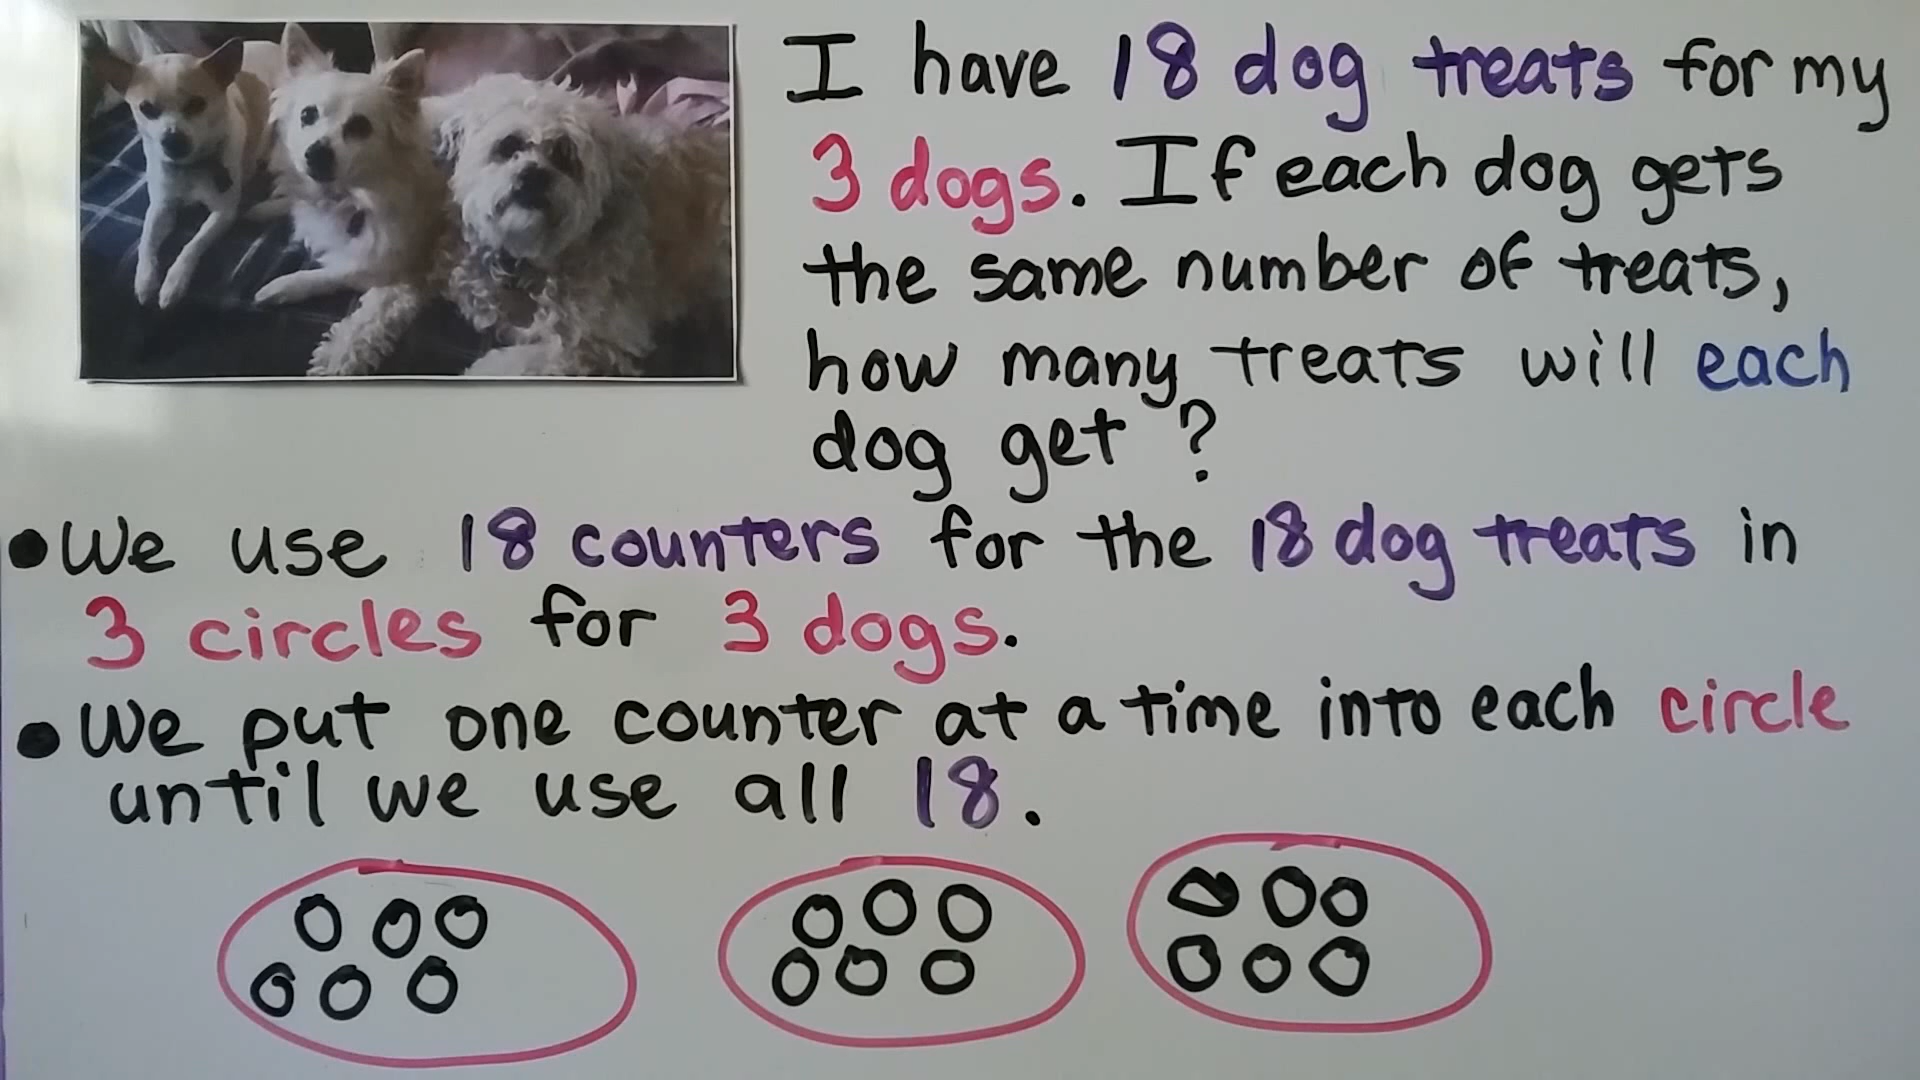 I have 18 dog treats for my
3 dogs. If each dog gets
the same number of treats,
how many treats will each
dog get?
•We use 18 counters for the 18 dog treats in
3 circles for 3 dogs.
•We put one counter at a time into each circle
until we use all 18.